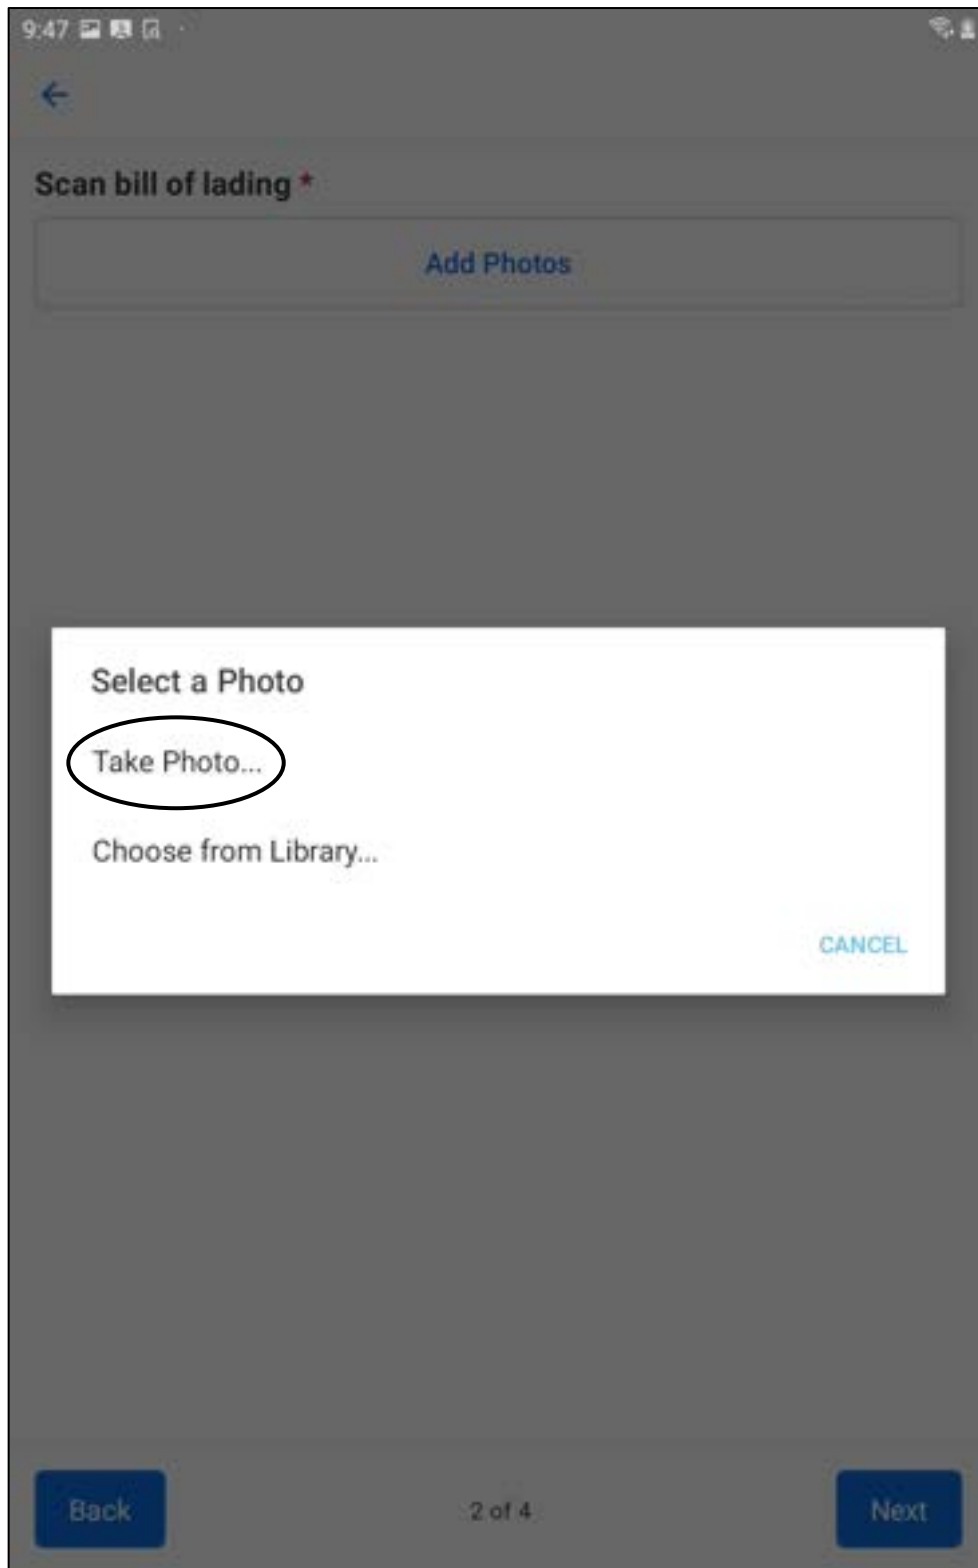 9:47
Scan bill of lading *
Add Photos
Select a Photo
Take Photo...
Choose from Library...
CANCEL
Back 2 of 4 Next